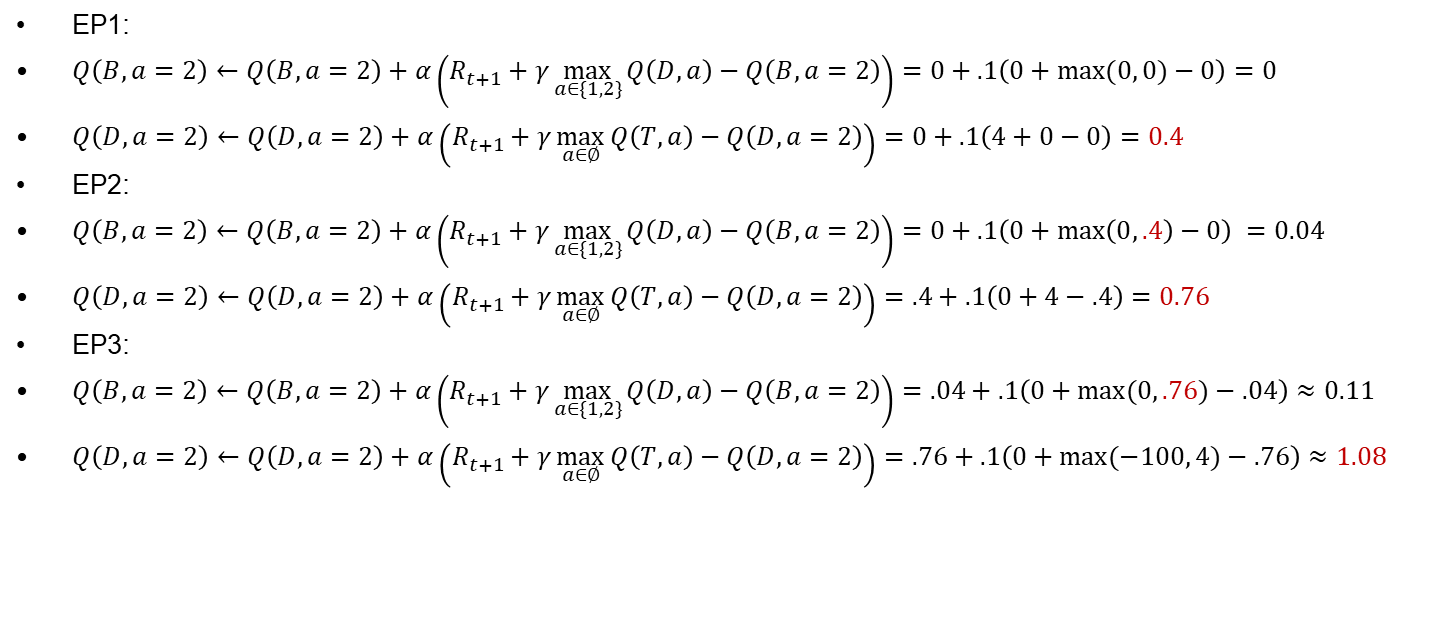 • EP1:
• Q(B, a = 2) ← Q(B, a = 2) + α(R_{t+1} + γ max_{a∈{1,2}} Q(D, a) − Q(B, a = 2)) = 0 + .1(0 + max(0,0) − 0) = 0
• Q(D, a = 2) ← Q(D, a = 2) + α(R_{t+1} + γ max_{a∈∅} Q(T, a) − Q(D, a = 2)) = 0 + .1(4 + 0 − 0) = 0.4
• EP2:
• Q(B, a = 2) ← Q(B, a = 2) + α(R_{t+1} + γ max_{a∈{1,2}} Q(D, a) − Q(B, a = 2)) = 0 + .1(0 + max(0, .4) − 0) = 0.04
• Q(D, a = 2) ← Q(D, a = 2) + α(R_{t+1} + γ max_{a∈∅} Q(T, a) − Q(D, a = 2)) = .4 + .1(0 + 4 − .4) = 0.76
• EP3:
• Q(B, a = 2) ← Q(B, a = 2) + α(R_{t+1} + γ max_{a∈{1,2}} Q(D, a) − Q(B, a = 2)) = .04 + .1(0 + max(0, .76) − .04) ≈ 0.11
• Q(D, a = 2) ← Q(D, a = 2) + α(R_{t+1} + γ max_{a∈∅} Q(T, a) − Q(D, a = 2)) = .76 + .1(0 + max(−100, 4) − .76) ≈ 1.08